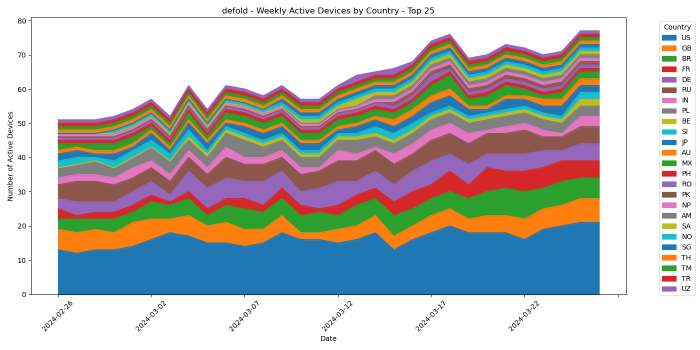 defold - Weekly Active Devices by Country - Top 25
Number of Active Devices
80
70
60
50
40
30
20
10
0
2024-02-26
2024-03-02
2024-03-07
2024-03-12
2024-03-17
2024-03-22
Date
Country
US
GB
BR
FR
DE
RU
IN
PL
BE
SI
JP
AU
MX
PH
RO
PK
NP
AM
SA
NO
SG
TH
TM
TR
UZ